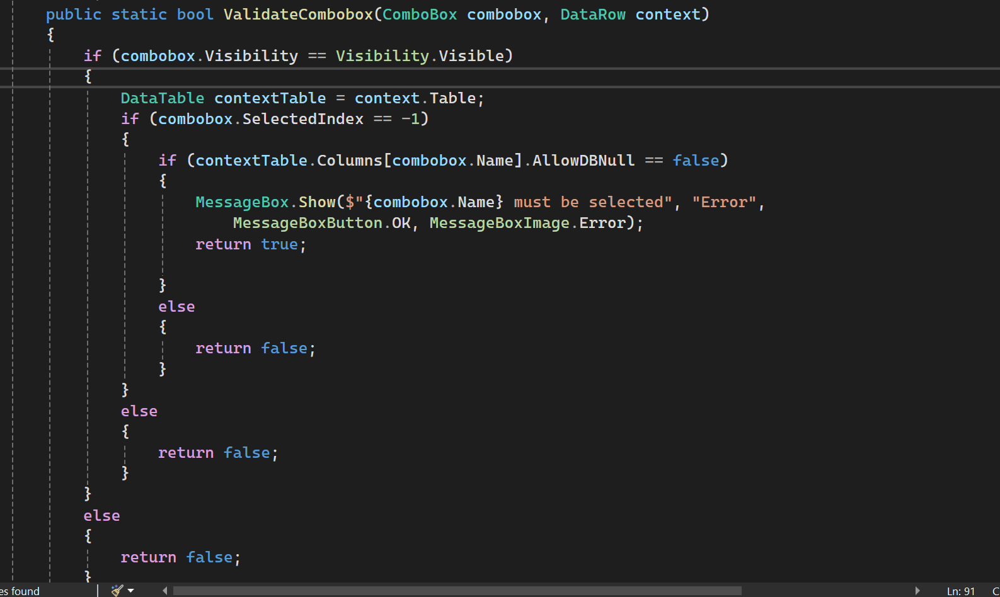 public static bool ValidateCombobox(ComboBox combobox, DataRow context)
{
if (combobox.Visibility == Visibility.Visible)
{
DataTable contextTable = context.Table;
if (combobox.SelectedIndex == -1)
{
if (contextTable.Columns[combobox.Name].AllowDBNull == false)
{
MessageBox.Show($"{combobox.Name} must be selected", "Error",
MessageBoxButton.OK, MessageBoxImage.Error);
return true;
}
else
{
return false;
}
}
else
{
return false;
}
}
else
{
return false;
}
es found Ln: 91 C